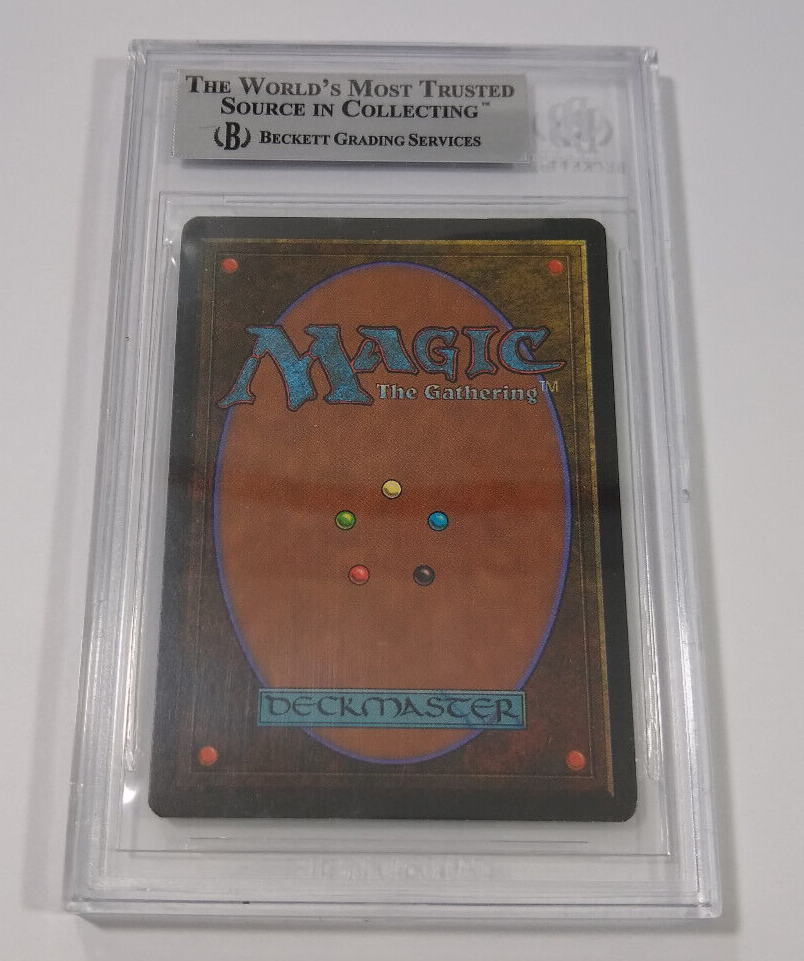 THE WORLD'S MOST TRUSTED
SOURCE IN COLLECTING™
B BECKETT GRADING SERVICES
MAGIC
The Gathering™
DECKMASTER